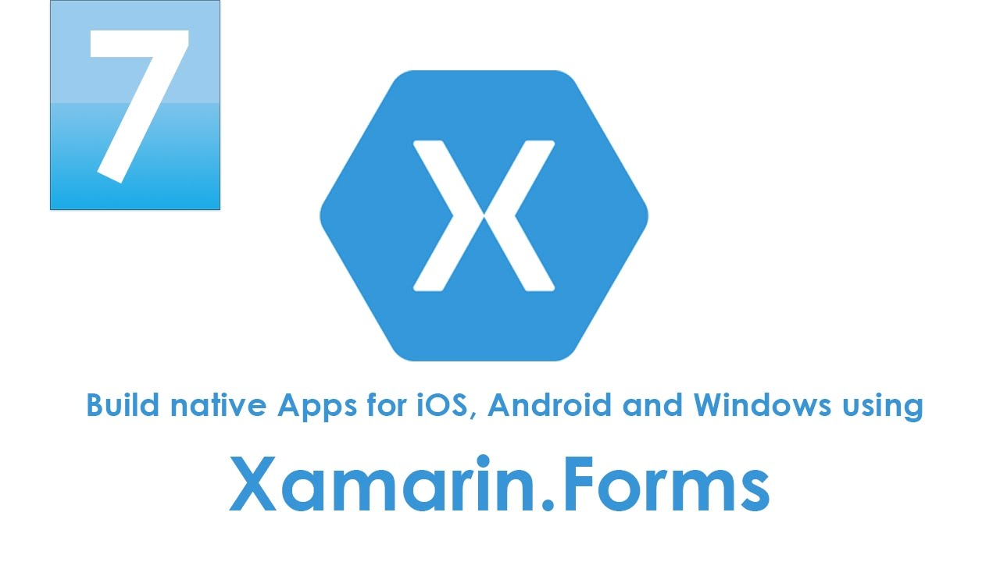 7
X
Build native Apps for iOS, Android and Windows using
Xamarin.Forms